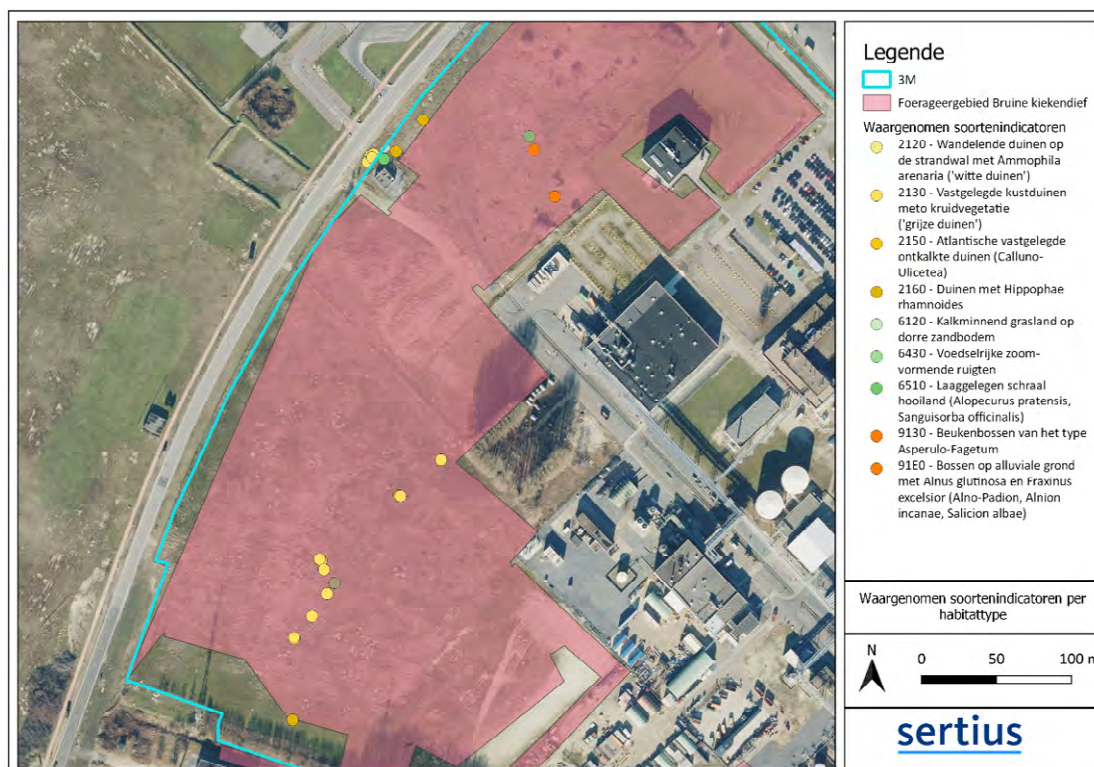 Legende
3M
Foerageergebied Bruine kiekendief
Waargenomen soortenindicatoren
2120 - Wandelende duinen op
de strandwal met Ammophila
arenaria ('witte duinen')
2130 - Vastgelegde kustduinen
meto kruidvegetatie
('grijze duinen')
2150 - Atlantische vastgelegde
ontkalkte duinen (Calluno-
Ulicetea)
2160 - Duinen met Hippophae
rhamnoides
6120 - Kalkminnend grasland op
dorre zandbodem
6430 - Voedselrijke zoom-
vormende ruigten
6510 - Laaggelegen schraal
hooiland (Alopecurus pratensis,
Sanguisorba officinalis)
9130 - Beukenbossen van het type
Asperulo-Fagetum
91E0 - Bossen op alluviale grond
met Alnus glutinosa en Fraxinus
excelsior (Alno-Padion, Alnion
incanae, Salicion albae)
Waargenomen soortenindicatoren per
habitattype
N
0 50 100 m
sertius